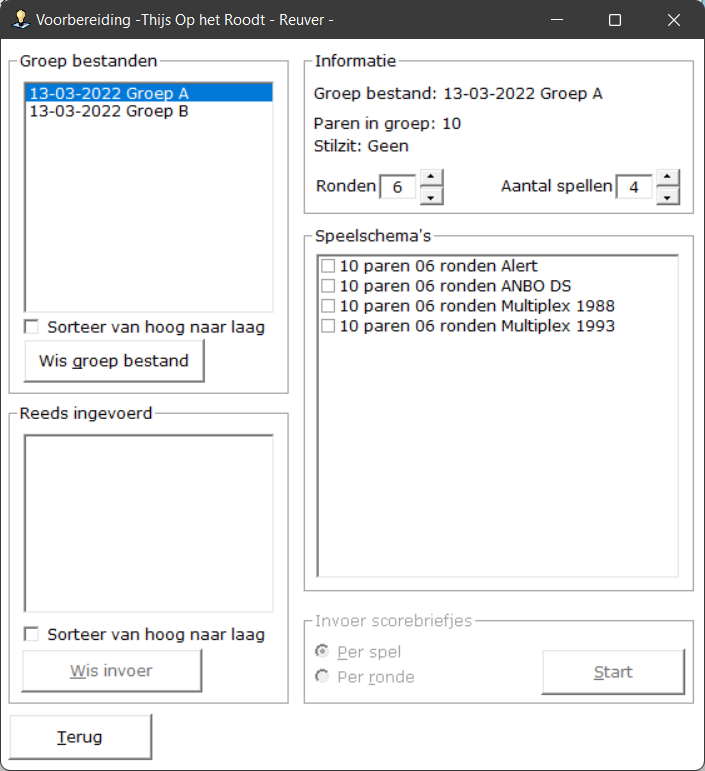 Voorbereiding -Thijs Op het Roodt - Reuver -
Groep bestanden
13-03-2022 Groep A
13-03-2022 Groep B
Sorteer van hoog naar laag
Wis groep bestand
Reeds ingevoerd
Sorteer van hoog naar laag
Wis invoer
Terug
Informatie
Groep bestand: 13-03-2022 Groep A
Paren in groep: 10
Stilzit: Geen
Ronden 6 Aantal spellen 4
Speelschema's
10 paren 06 ronden Alert
10 paren 06 ronden ANBO DS
10 paren 06 ronden Multiplex 1988
10 paren 06 ronden Multiplex 1993
Invoer scorebriefjes
Per spel
Per ronde
Start